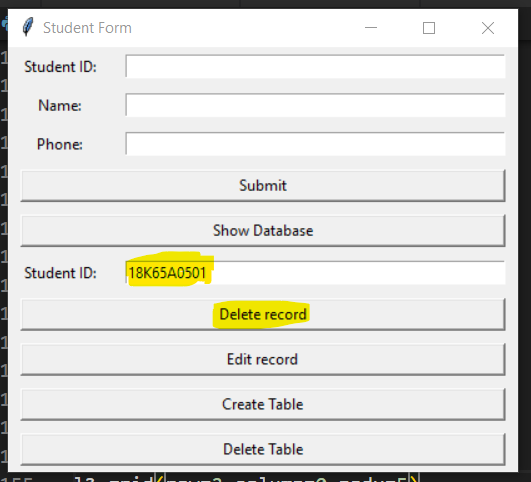 Student Form
Student ID:
Name:
Phone:
Submit
Show Database
Student ID: 18K65A0501
Delete record
Edit record
Create Table
Delete Table